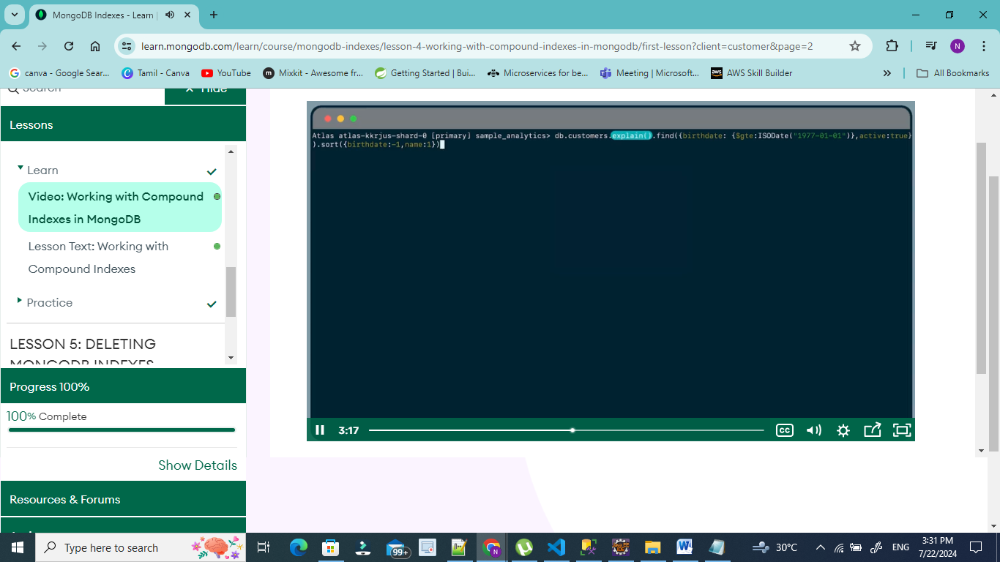 MongoDB Indexes - Learn |
learn.mongodb.com/learn/course/mongodb-indexes/lesson-4-working-with-compound-indexes-in-mongodb/first-lesson?client=customer&page=2
N
canva - Google Sear...
Tamil - Canva
YouTube
Mixkit - Awesome fr...
Getting Started | Bui...
Microservices for be...
Meeting | Microsoft...
AWS Skill Builder
All Bookmarks
Search
Hide
Lessons
Learn
Video: Working with Compound
Indexes in MongoDB
Lesson Text: Working with
Compound Indexes
Practice
LESSON 5: DELETING
MONGODB INDEXES
Progress 100%
100% Complete
Show Details
Resources & Forums
Atlas atlas-kkrjus-shard-0 [primary] sample_analytics> db.customers.explain().find({birthdate: {$gte:ISODate("1977-01-01")},active:true}
).sort({birthdate:-1,name:1})
3:17
CC
Type here to search
99+
30°C
ENG
3:31 PM
7/22/2024